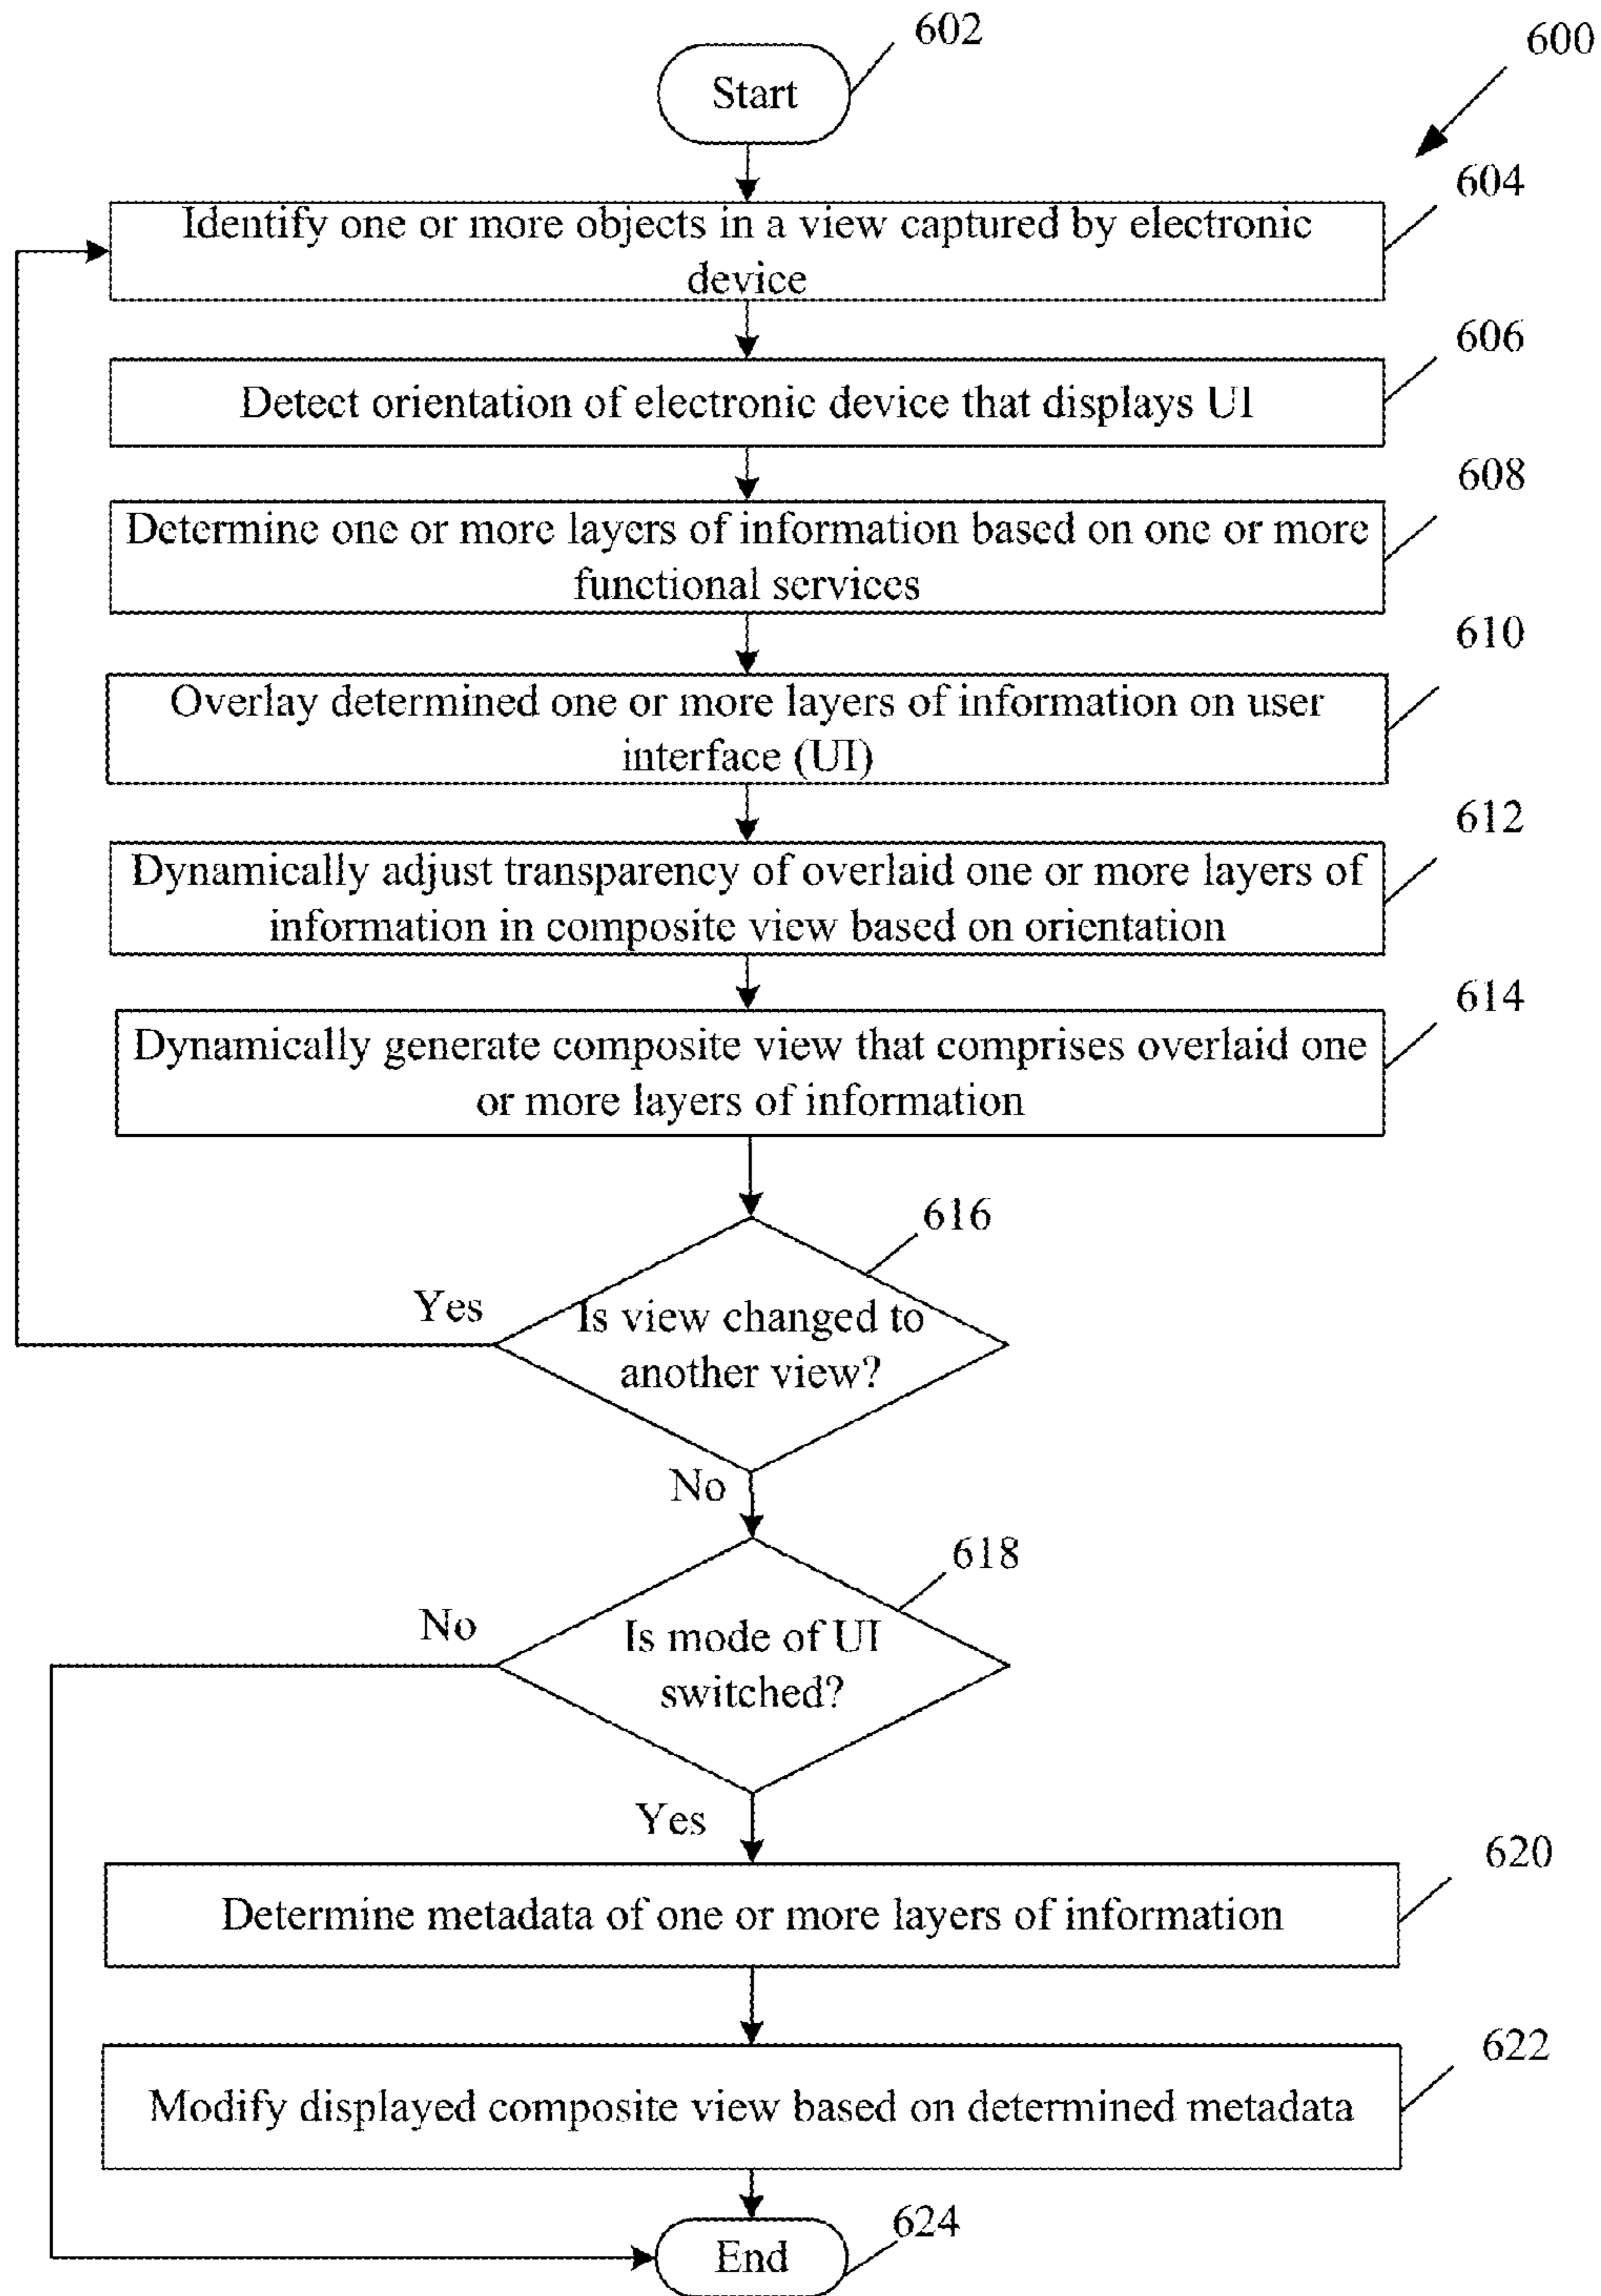 602
600
Start
604
Identify one or more objects in a view captured by electronic
device
606
Detect orientation of electronic device that displays UI
608
Determine one or more layers of information based on one or more
functional services
610
Overlay determined one or more layers of information on user
interface (UI)
612
Dynamically adjust transparency of overlaid one or more layers of
information in composite view based on orientation
614
Dynamically generate composite view that comprises overlaid one
or more layers of information
616
Yes
Is view changed to
another view?
No
618
No
Is mode of UI
switched?
Yes
620
Determine metadata of one or more layers of information
622
Modify displayed composite view based on determined metadata
624
End